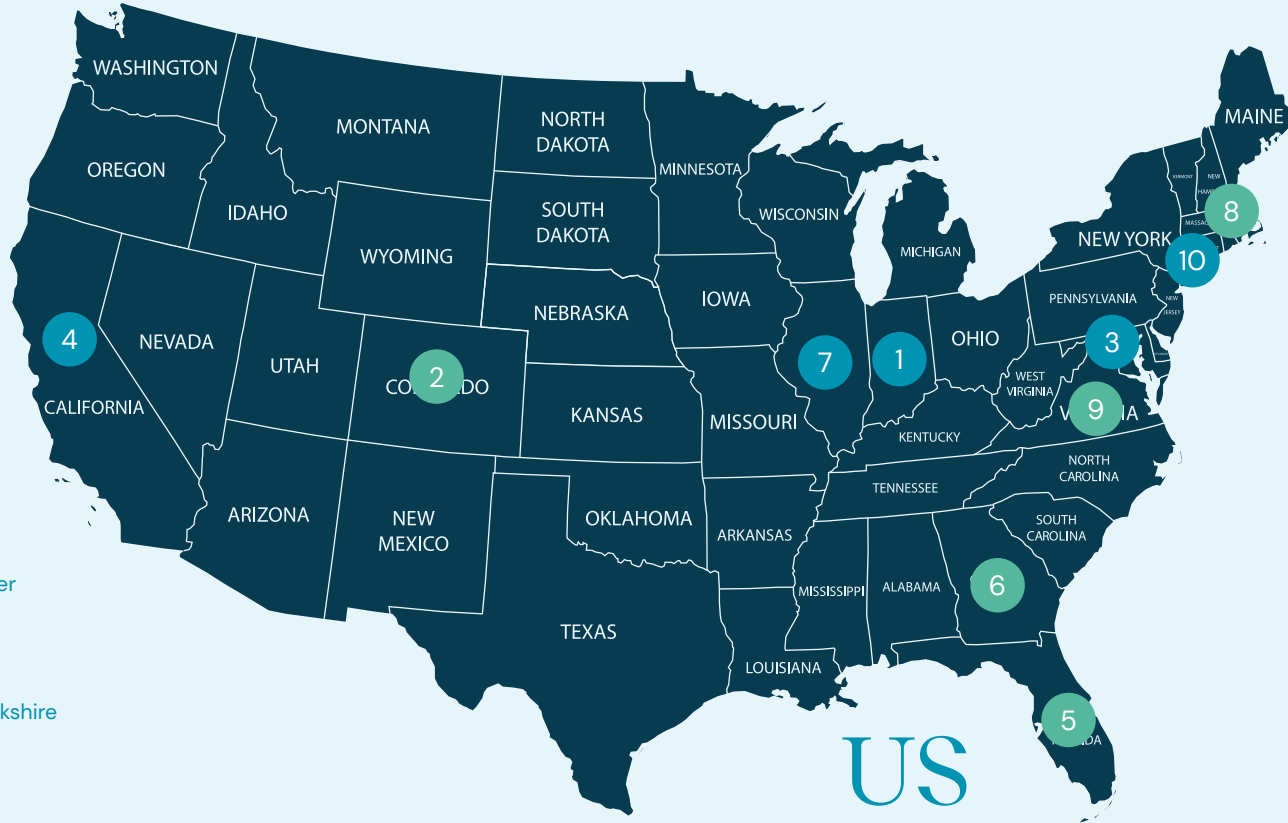 WASHINGTON
MONTANA
NORTH
DAKOTA
MINNESOTA
MAINE
OREGON
IDAHO
SOUTH
DAKOTA
WISCONSIN
MICHIGAN
VERMONT
NEW
8
NEW YORK
10
WYOMING
NEBRASKA
IOWA
PENNSYLVANIA
NEW
JERSEY
4
NEVADA
UTAH
2
7
1
OHIO
3
CALIFORNIA
KANSAS
MISSOURI
WEST
VIRGINIA
9
KENTUCKY
ARIZONA
NEW
MEXICO
OKLAHOMA
ARKANSAS
TENNESSEE
NORTH
CAROLINA
SOUTH
CAROLINA
MISSISSIPPI
ALABAMA
6
TEXAS
LOUISIANA
5
er
kshire
US